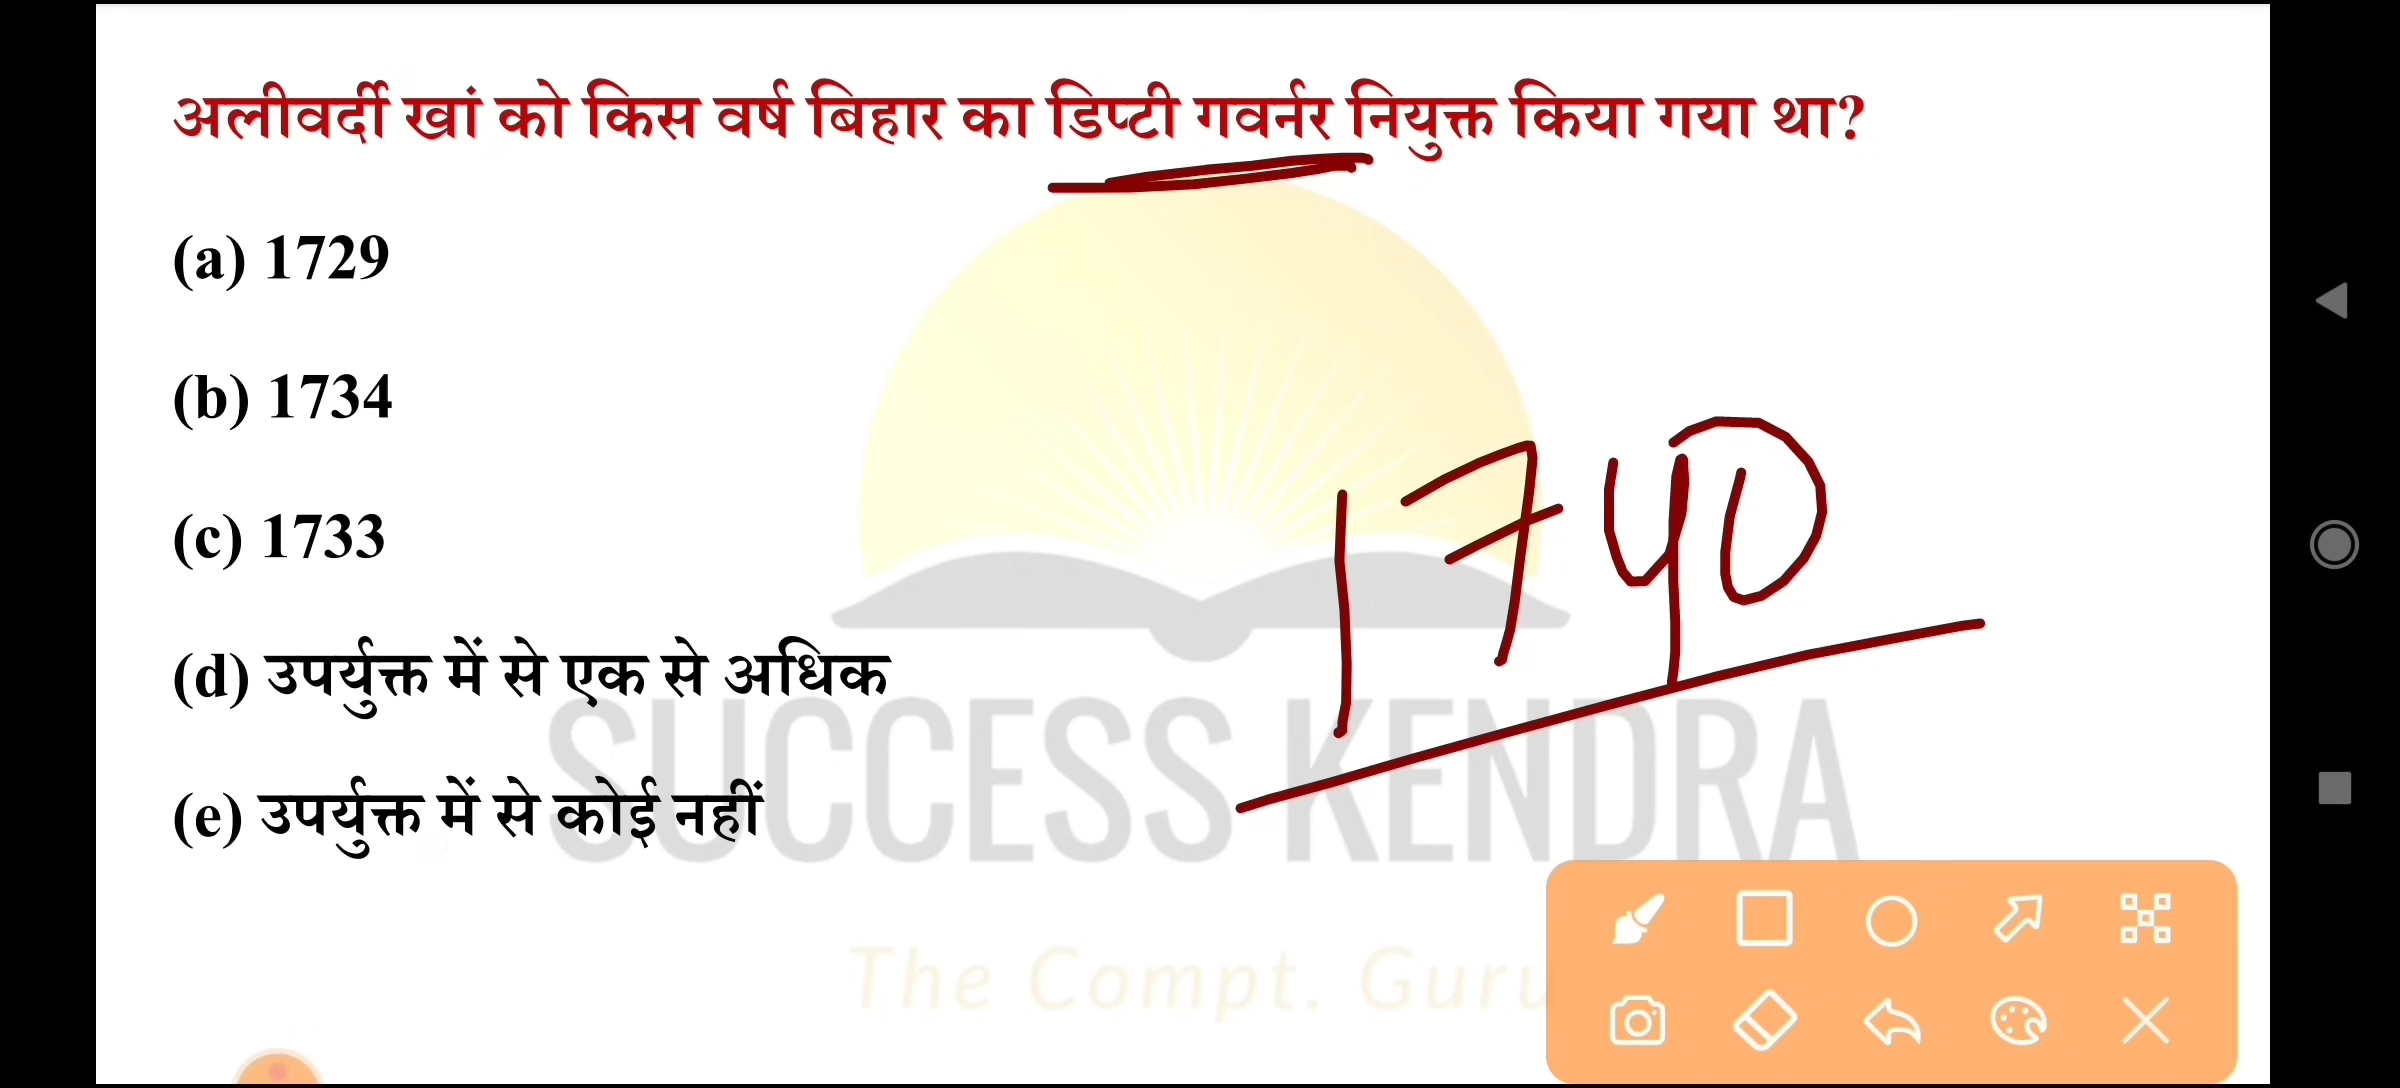 अलीवर्दी खां को किस वर्ष बिहार का डिप्टी गवर्नर नियुक्त किया गया था?
(a) 1729
(b) 1734
(c) 1733
1740
(d) उपर्युक्त में से एक से अधिक
(e) उपर्युक्त में से कोई नहीं
SUCCESS KENDRA
The Compt. Guru